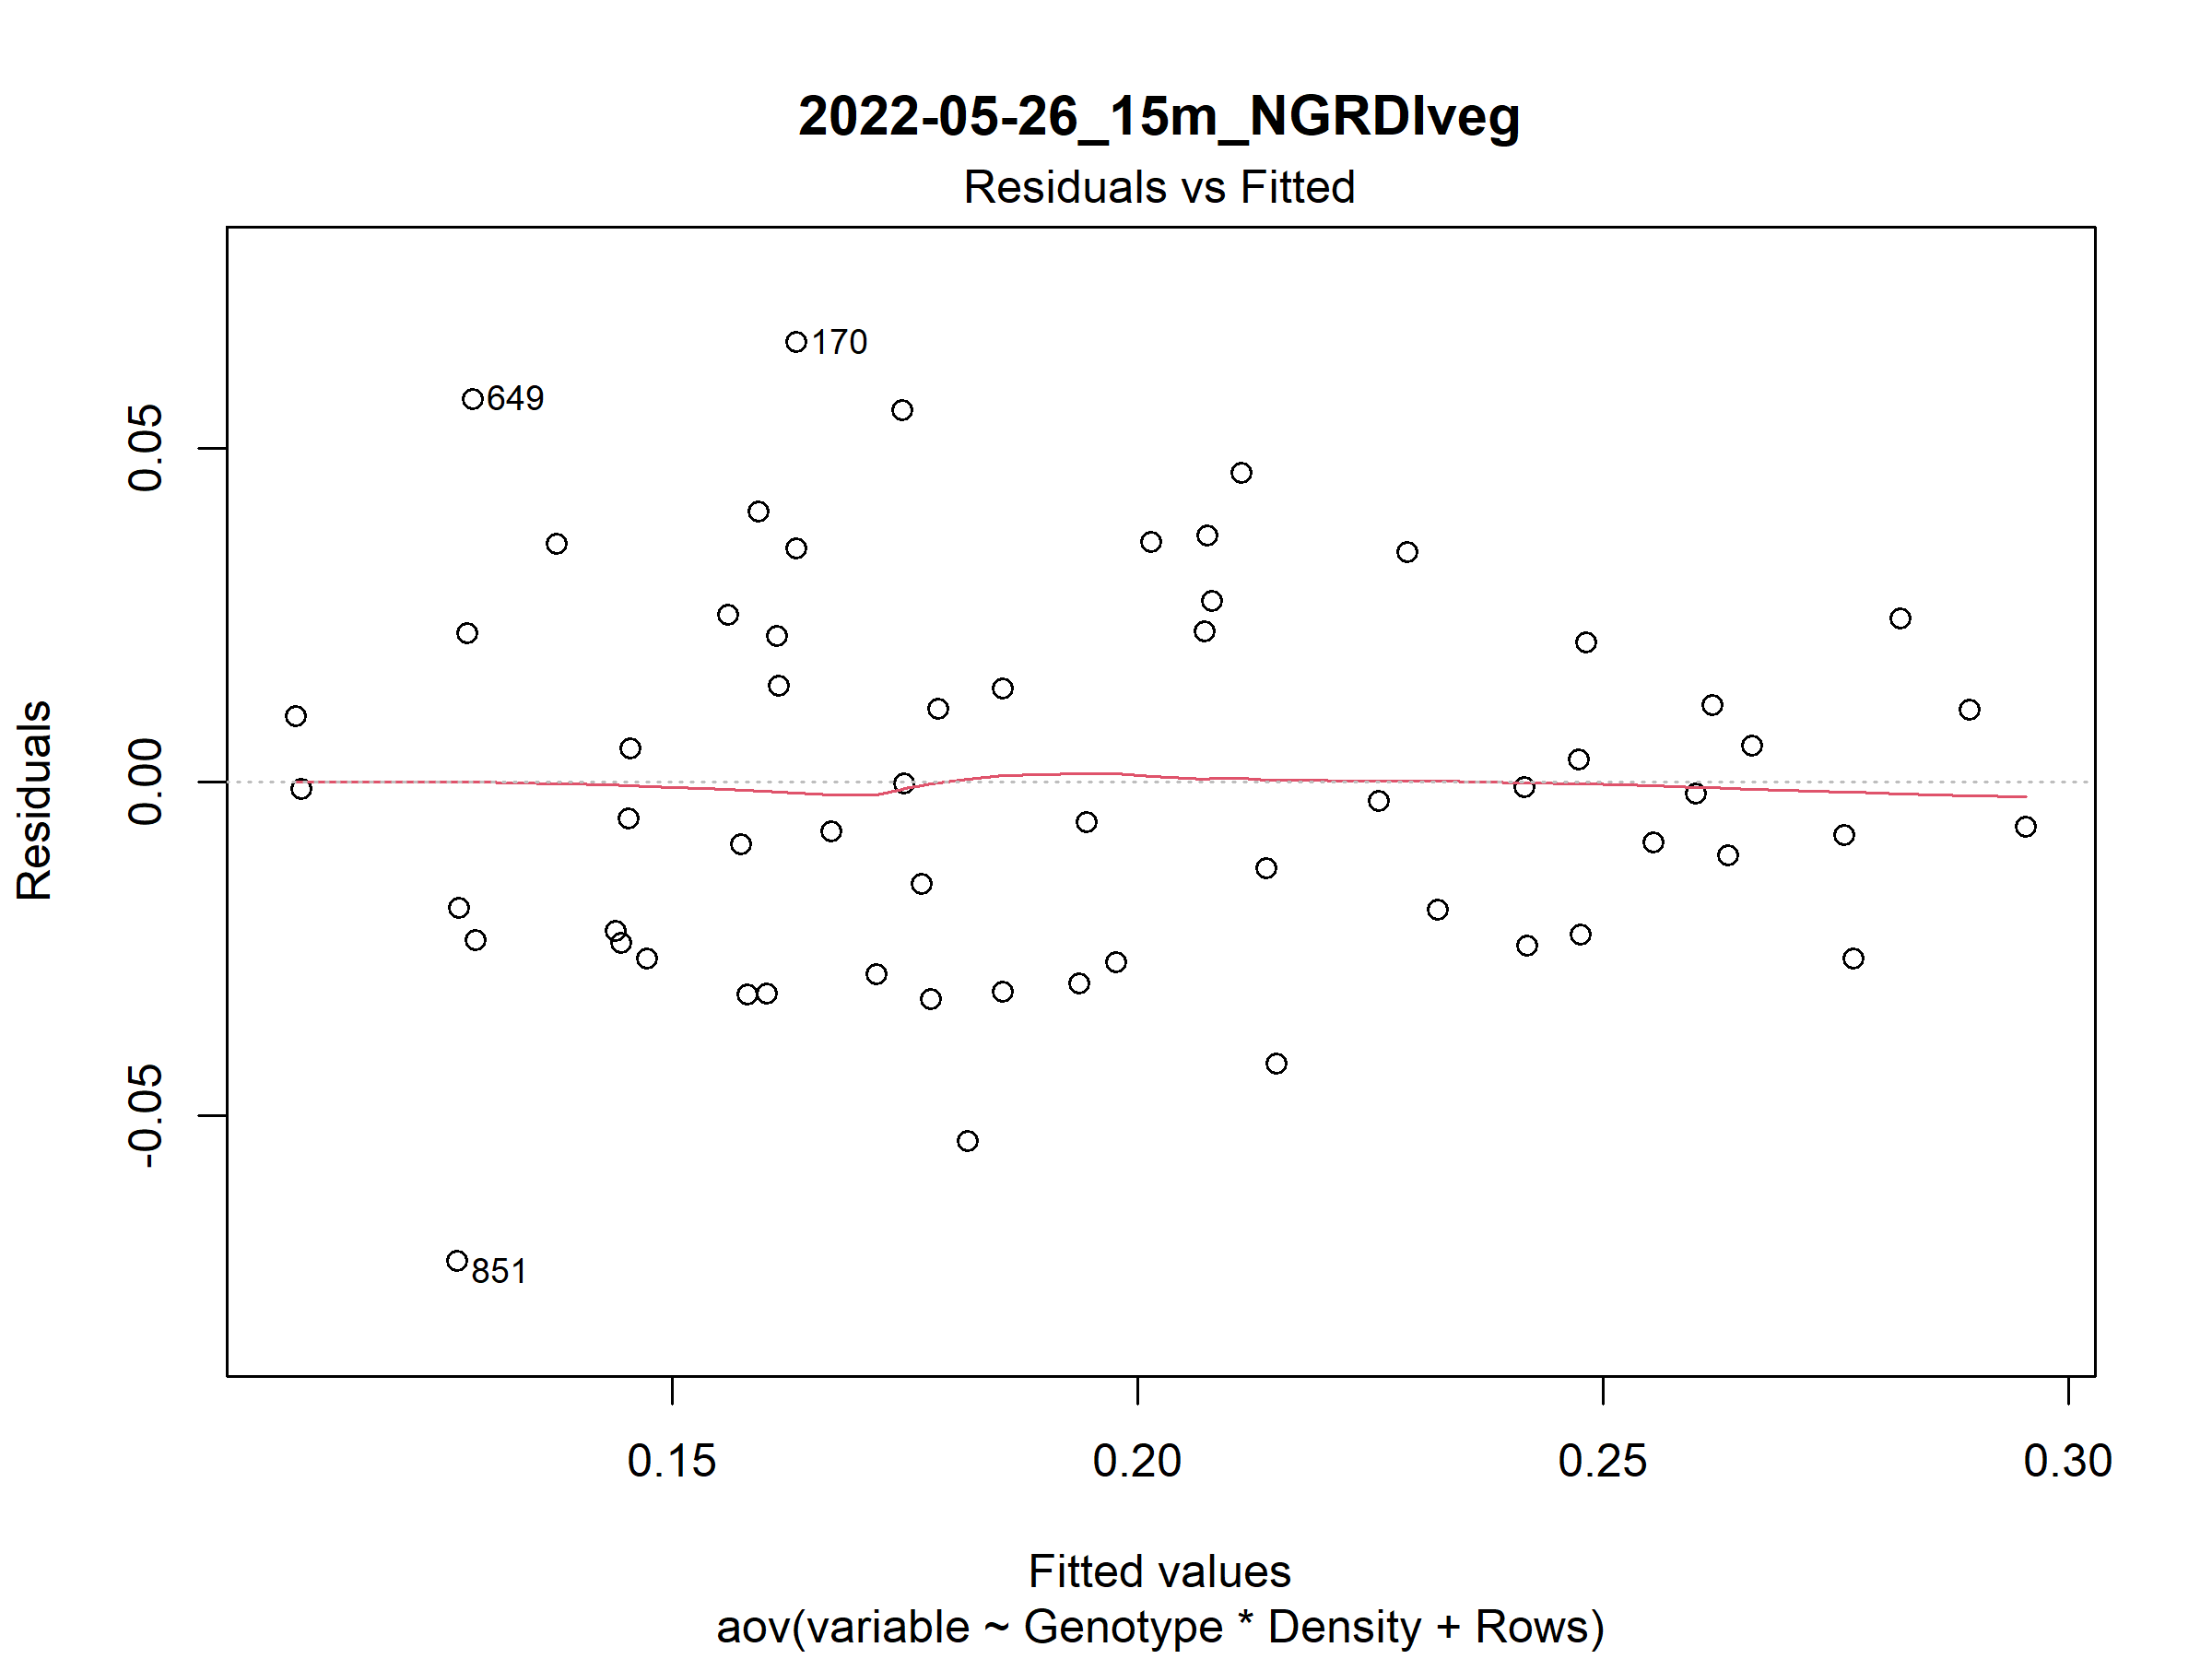 2022-05-26_15m_NGRDIveg
Residuals vs Fitted
170
649
851
0.05
0.00
-0.05
Residuals
0.15 0.20 0.25 0.30
Fitted values
aov(variable ~ Genotype * Density + Rows)